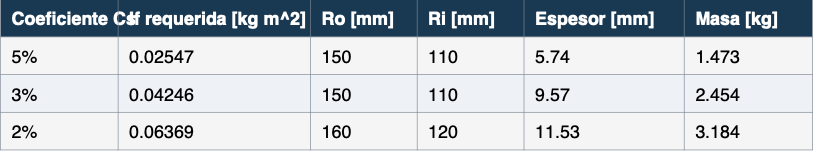 Coeficiente Cs If requerida [kg m^2] Ro [mm] Ri [mm] Espesor [mm] Masa [kg]
5% 0.02547 150 110 5.74 1.473
3% 0.04246 150 110 9.57 2.454
2% 0.06369 160 120 11.53 3.184